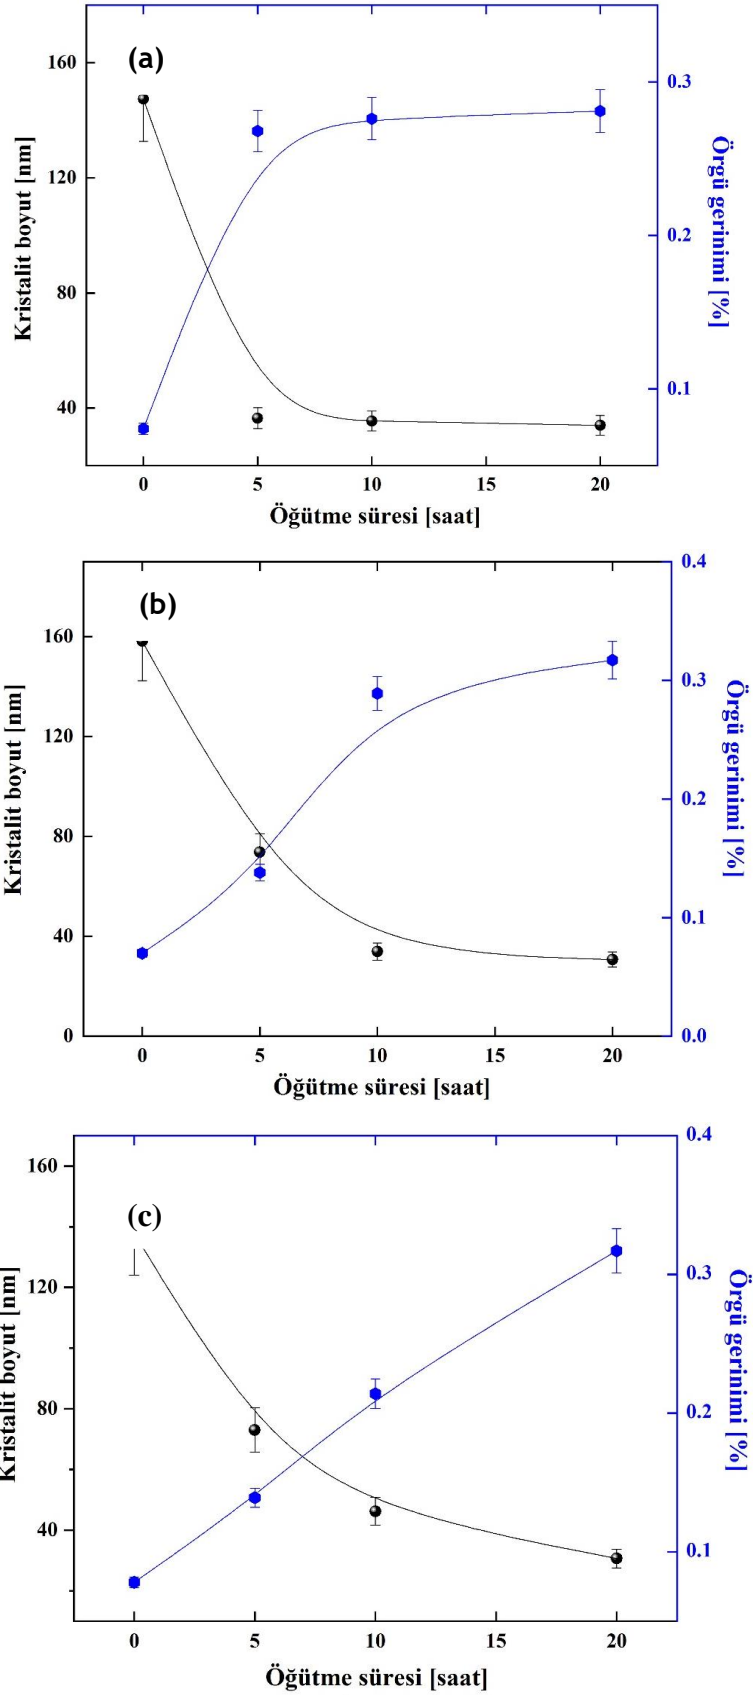 (a)
160
120
80
40
Kristalit boyut [nm]
0.3
0.2
0.1
Örgü gerinimi [%]
0 5 10 15 20
Öğütme süresi [saat]
(b)
160
120
80
40
0
Kristalit boyut [nm]
0.4
0.3
0.2
0.1
0.0
Örgü gerinimi [%]
0 5 10 15 20
Öğütme süresi [saat]
(c)
160
120
80
40
Kristalit boyut [nm]
0.4
0.3
0.2
0.1
Örgü gerinimi [%]
0 5 10 15 20
Öğütme süresi [saat]